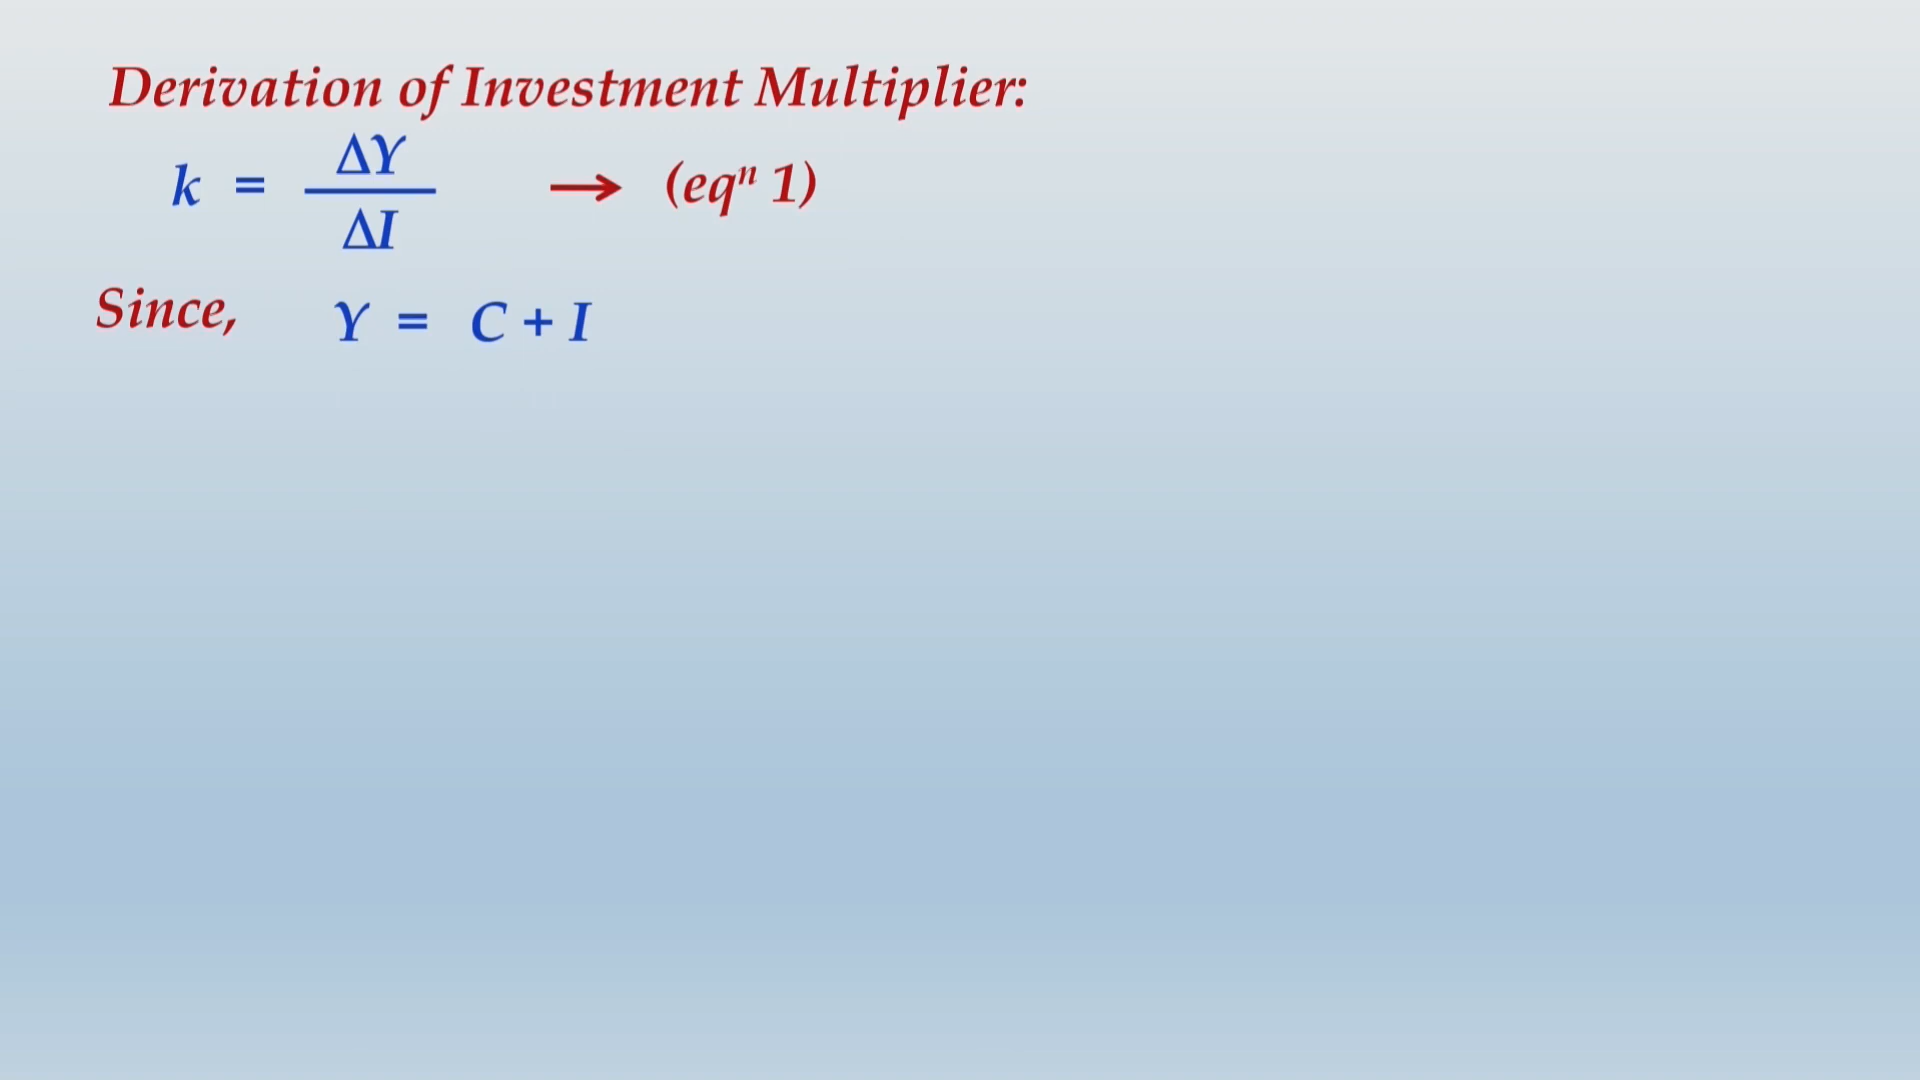 Derivation of Investment Multiplier:
k = ΔY / ΔI → (eqⁿ 1)
Since, Y = C + I